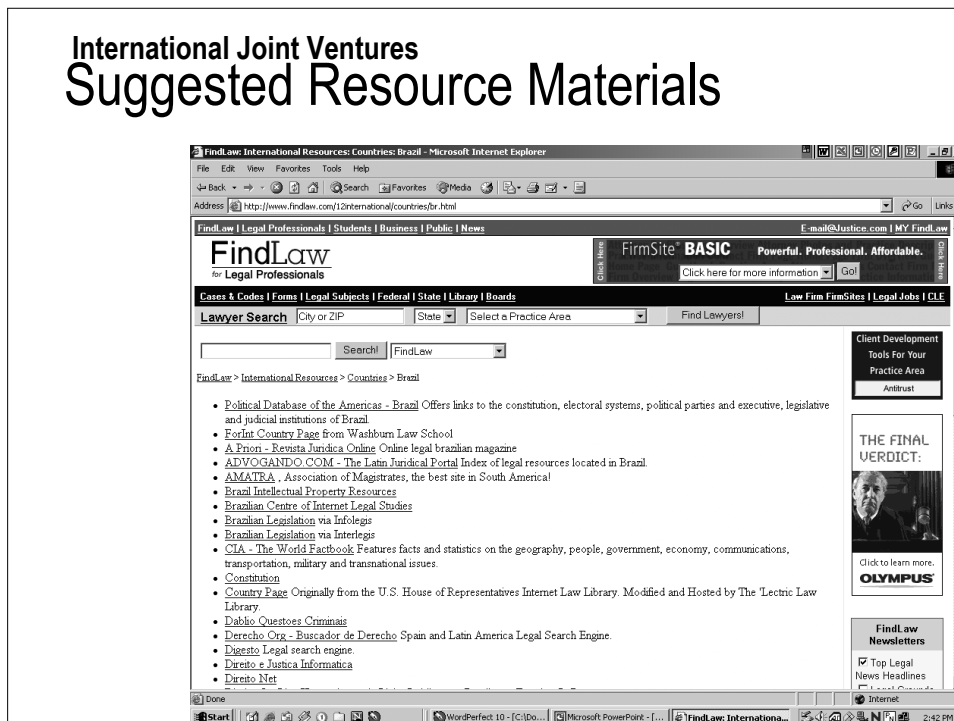 International Joint Ventures
Suggested Resource Materials
FindLaw: International Resources: Countries: Brazil - Microsoft Internet Explorer
File Edit View Favorites Tools Help
Back Search Favorites Media
Address http://www.findlaw.com/12international/countries/br.html Go Links
FindLaw | Legal Professionals | Students | Business | Public | News E-mail@Justice.com | MY FindLaw
FindLaw
for Legal Professionals
Click Here FirmSite® BASIC Powerful. Professional. Affordable. Click Here
Click here for more information Go!
Cases & Codes | Forms | Legal Subjects | Federal | State | Library | Boards Law Firm FirmSites | Legal Jobs | CLE
Lawyer Search City or ZIP State Select a Practice Area Find Lawyers!
Search! FindLaw
FindLaw > International Resources > Countries > Brazil
Political Database of the Americas - Brazil Offers links to the constitution, electoral systems, political parties and executive, legislative
and judicial institutions of Brazil.
ForInt Country Page from Washburn Law School
A Priori - Revista Juridica Online Online legal brazilian magazine
ADVOGANDO.COM - The Latin Juridical Portal Index of legal resources located in Brazil.
AMATRA , Association of Magistrates, the best site in South America!
Brazil Intellectual Property Resources
Brazilian Centre of Internet Legal Studies
Brazilian Legislation via Infolegis
Brazilian Legislation via Interlegis
CIA - The World Factbook Features facts and statistics on the geography, people, government, economy, communications,
transportation, military and transnational issues.
Constitution
Country Page Originally from the U.S. House of Representatives Internet Law Library. Modified and Hosted by The 'Lectric Law
Library.
Dablio Questoes Criminais
Derecho Org - Buscador de Derecho Spain and Latin America Legal Search Engine.
Digesto Legal search engine.
Direito e Justica Informatica
Direito Net
Client Development
Tools For Your
Practice Area
Antitrust
THE FINAL
VERDICT:
Click to learn more.
OLYMPUS
FindLaw
Newsletters
Top Legal
News Headlines
Done Internet
Start WordPerfect 10 - [C:\Do... Microsoft PowerPoint - [... FindLaw: Internationa... 2:42 PM